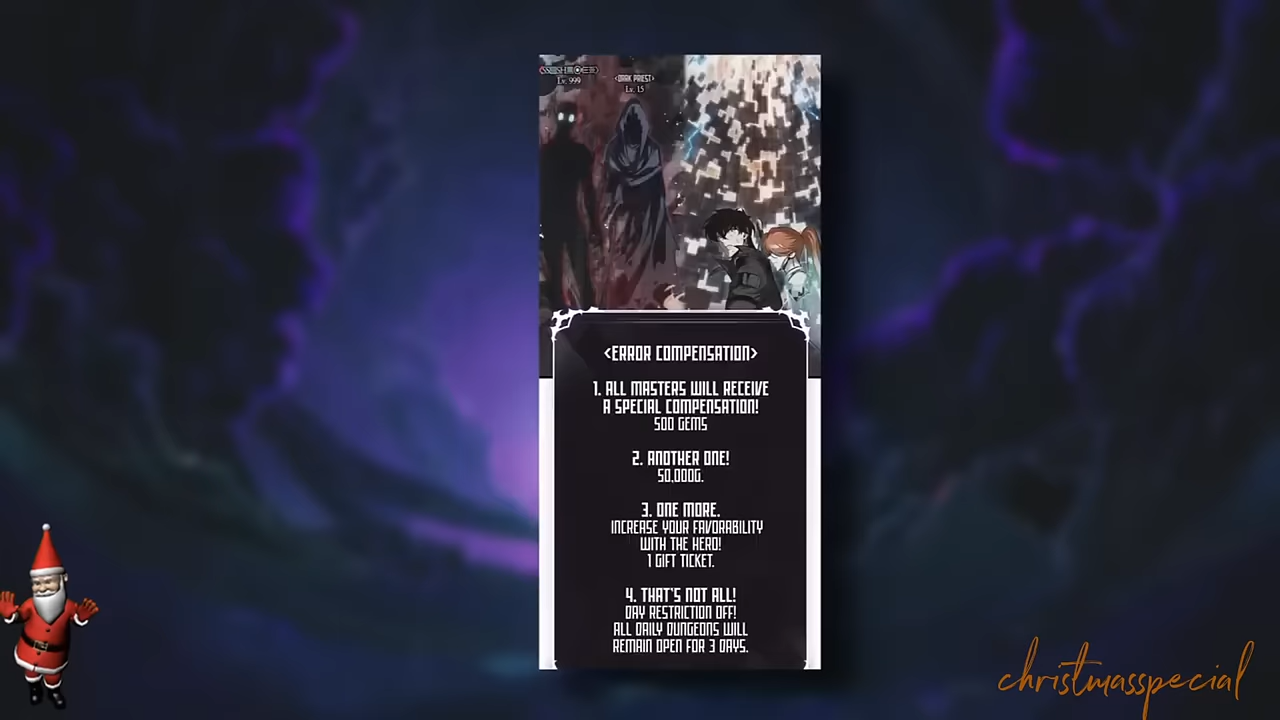 Lv. 999
<DARK PRIEST>
Lv. 15
<ERROR COMPENSATION>
1. ALL MASTERS WILL RECEIVE
A SPECIAL COMPENSATION!
500 GEMS
2. ANOTHER ONE!
50,000G.
3. ONE MORE.
INCREASE YOUR FAVORABILITY
WITH THE HERO!
1 GIFT TICKET.
4. THAT'S NOT ALL!
DAY RESTRICTION OFF!
ALL DAILY DUNGEONS WILL
REMAIN OPEN FOR 3 DAYS.
christmasspecial